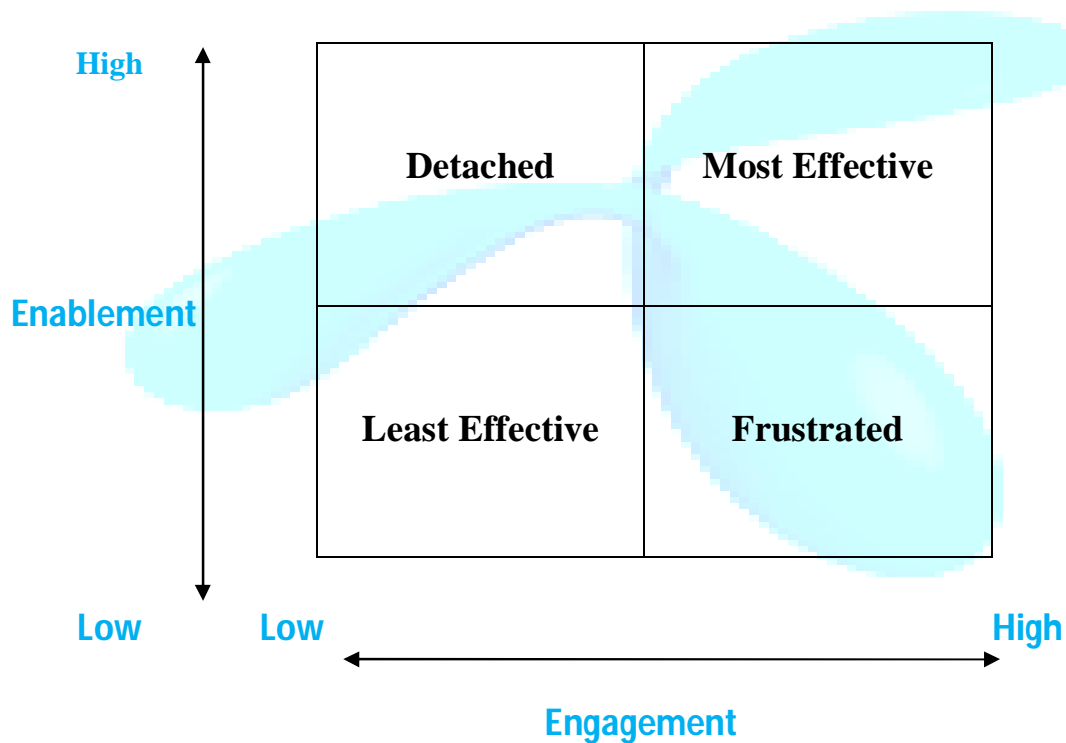 High
Detached Most Effective
Enablement
Least Effective Frustrated
Low Low High
Engagement